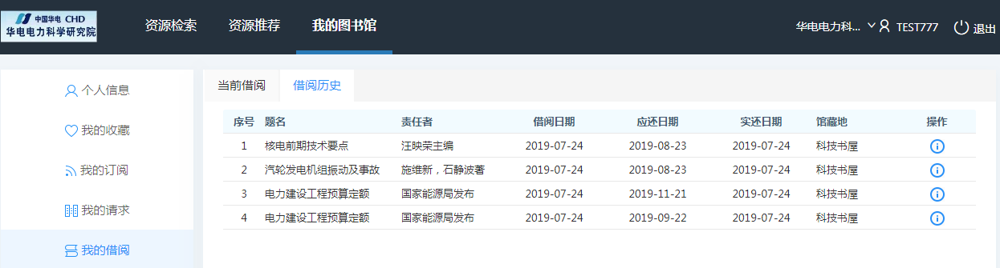 中国华电 CHD
华电电力科学研究院
资源检索 资源推荐 我的图书馆 华电电力科... TEST777 退出
个人信息
我的收藏
我的订阅
我的请求
我的借阅
当前借阅 借阅历史
序号 题名 责任者 借阅日期 应还日期 实还日期 馆藏地 操作
1 核电前期技术要点 汪映荣主编 2019-07-24 2019-08-23 2019-07-24 科技书屋
2 汽轮发电机组振动及事故 施维新，石静波著 2019-07-24 2019-08-23 2019-07-24 科技书屋
3 电力建设工程预算定额 国家能源局发布 2019-07-24 2019-11-21 2019-07-24 科技书屋
4 电力建设工程预算定额 国家能源局发布 2019-07-24 2019-09-22 2019-07-24 科技书屋